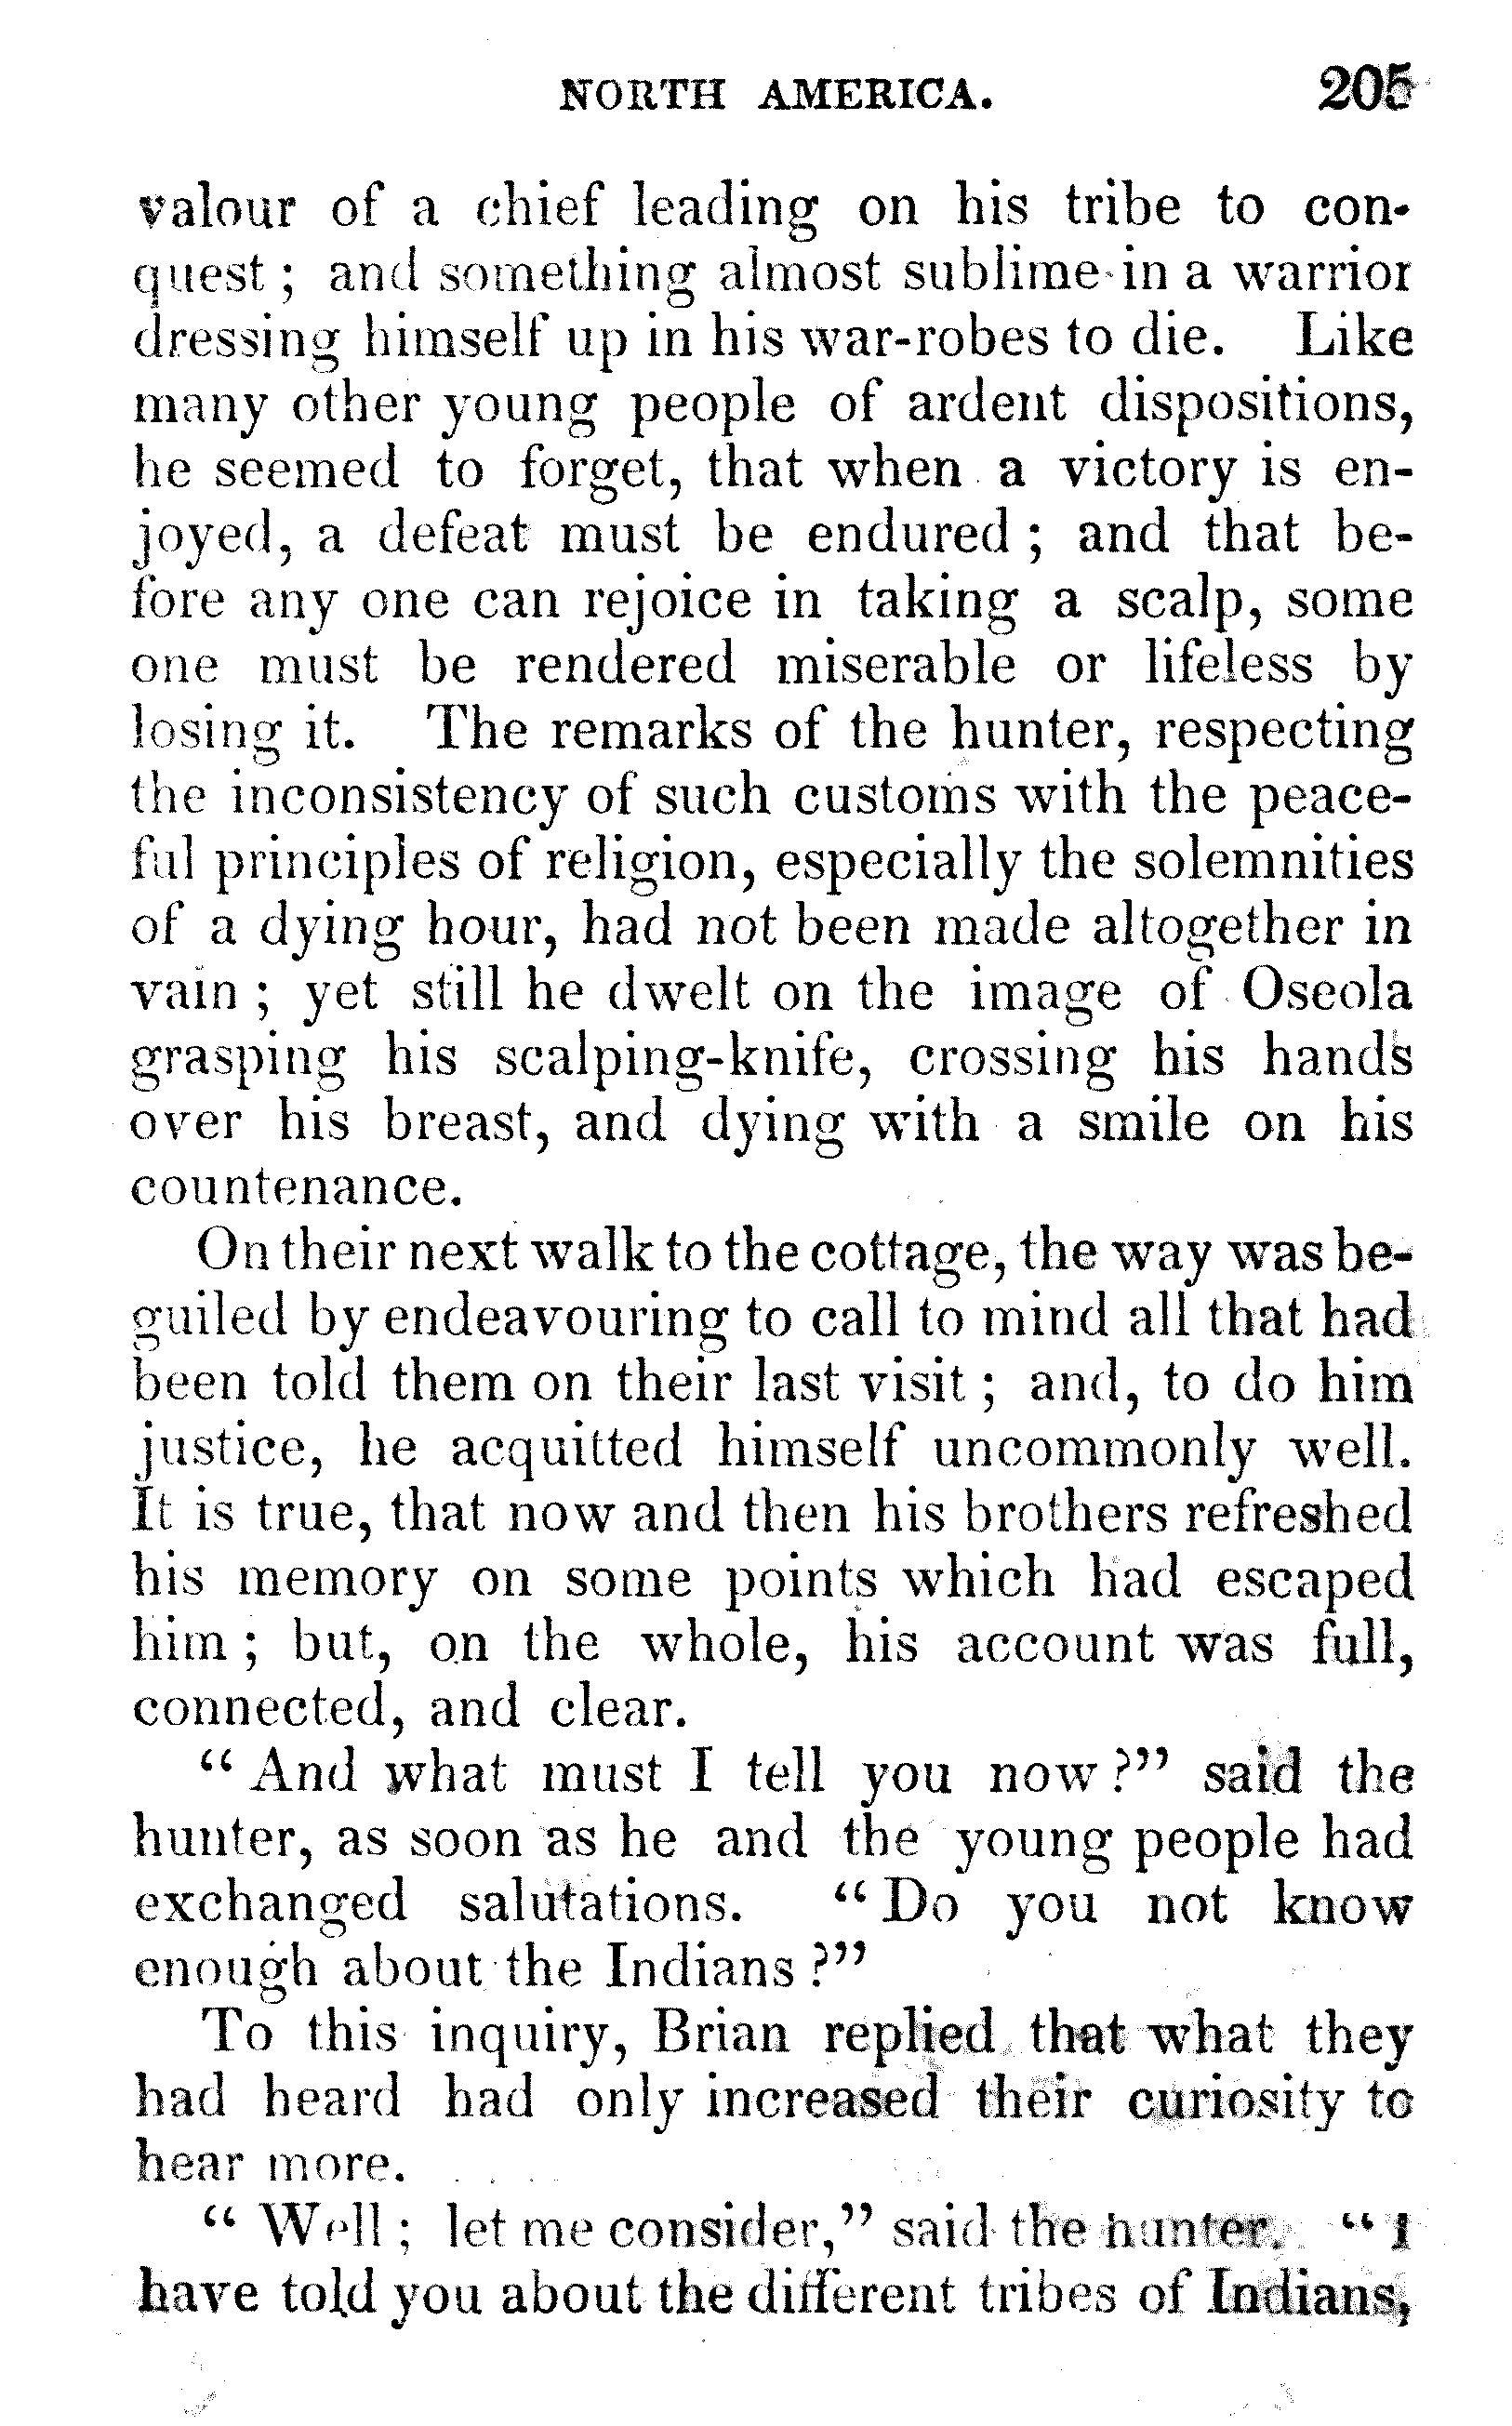 NORTH AMERICA. 205
valour of a chief leading on his tribe to con-
quest ; and something almost sublime in a warrior
dressing himself up in his war-robes to die. Like
many other young people of ardent dispositions,
he seemed to forget, that when a victory is en-
joyed, a defeat must be endured ; and that be-
fore any one can rejoice in taking a scalp, some
one must be rendered miserable or lifeless by
losing it. The remarks of the hunter, respecting
the inconsistency of such customs with the peace-
ful principles of religion, especially the solemnities
of a dying hour, had not been made altogether in
vain ; yet still he dwelt on the image of Oseola
grasping his scalping-knife, crossing his hands
over his breast, and dying with a smile on his
countenance.
On their next walk to the cottage, the way was be-
guiled by endeavouring to call to mind all that had
been told them on their last visit ; and, to do him
justice, he acquitted himself uncommonly well.
It is true, that now and then his brothers refreshed
his memory on some points which had escaped
him ; but, on the whole, his account was full,
connected, and clear.
“ And what must I tell you now ?” said the
hunter, as soon as he and the young people had
exchanged salutations. “ Do you not know
enough about the Indians ?”
To this inquiry, Brian replied that what they
had heard had only increased their curiosity to
hear more.
“ Well ; let me consider,” said the hunter. “ I
have told you about the different tribes of Indians,